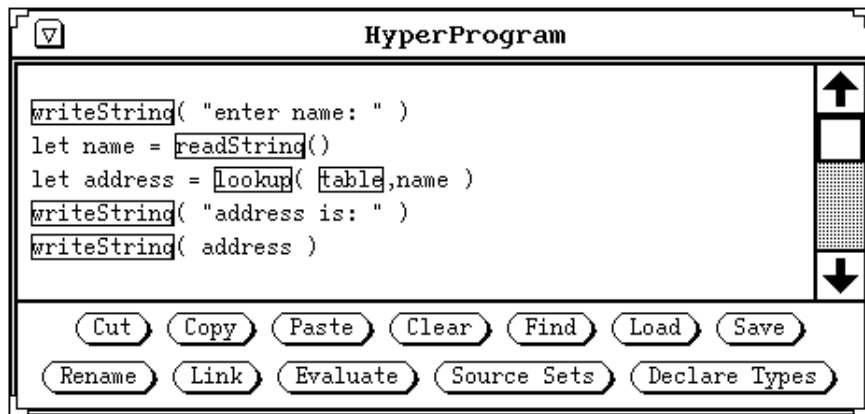 HyperProgram
writeString( "enter name: " )
let name = readString()
let address = lookup( table,name )
writeString( "address is: " )
writeString( address )
Cut Copy Paste Clear Find Load Save
Rename Link Evaluate Source Sets Declare Types